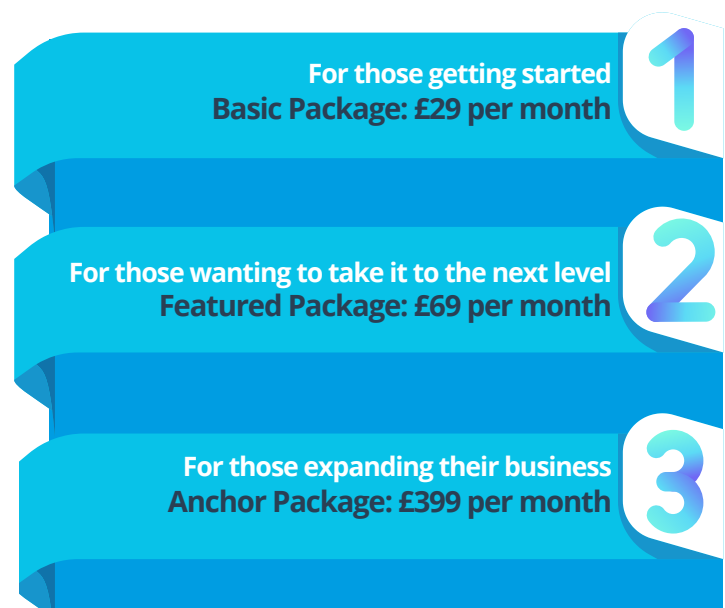 For those getting started
Basic Package: £29 per month
1
For those wanting to take it to the next level
Featured Package: £69 per month
2
For those expanding their business
Anchor Package: £399 per month
3